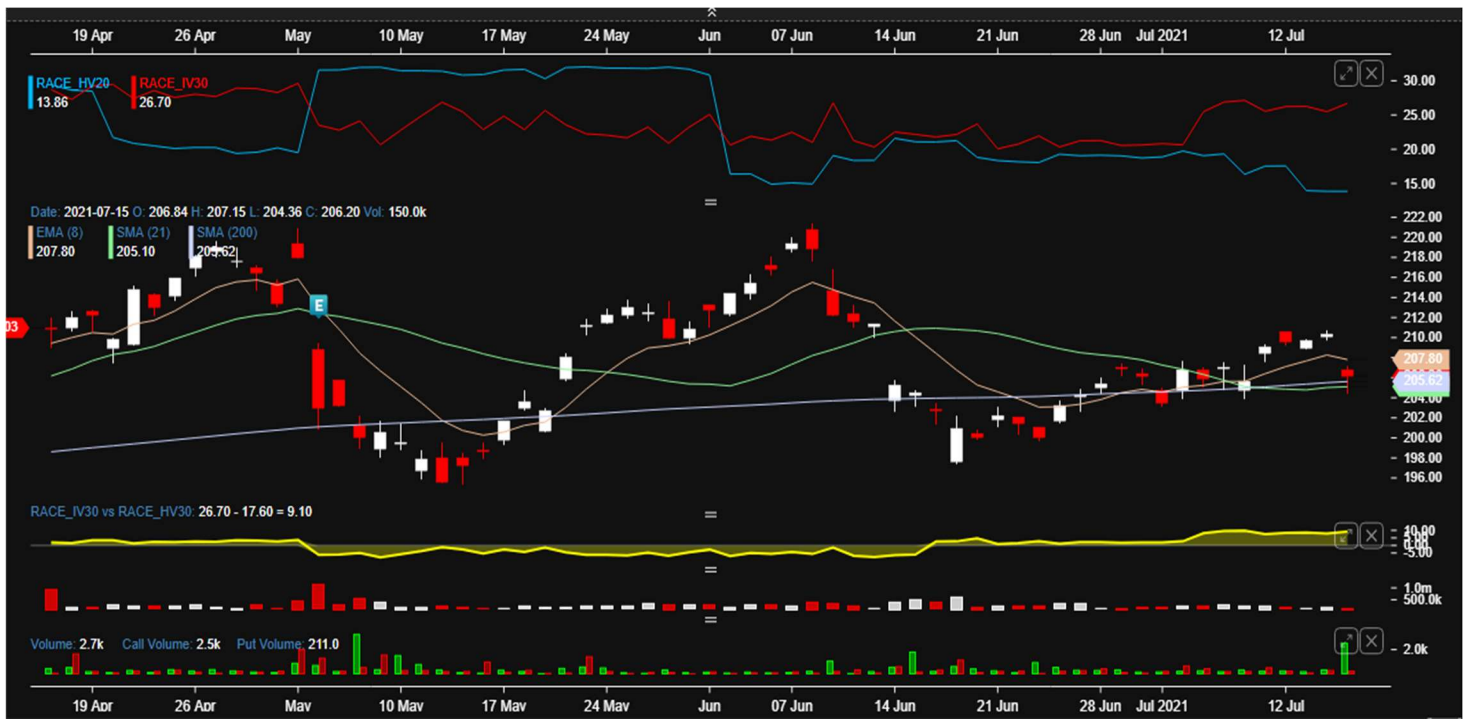 19 Apr 26 Apr May 10 May 17 May 24 May Jun 07 Jun 14 Jun 21 Jun 28 Jun Jul 2021 12 Jul
RACE_HV20 RACE_IV30
13.86 26.70
30.00
25.00
20.00
15.00
Date: 2021-07-15 O: 206.84 H: 207.15 L: 204.36 C: 206.20 Vol: 150.0k
EMA (8) SMA (21) SMA (200)
207.80 205.10 205.62
222.00
220.00
218.00
216.00
214.00
E
212.00
03
210.00
207.80
205.62
204.00
202.00
200.00
198.00
196.00
RACE_IV30 vs RACE_HV30: 26.70 - 17.60 = 9.10
10.00
0.00
-5.00
1.0m
500.0k
Volume: 2.7k Call Volume: 2.5k Put Volume: 211.0
2.0k
19 Apr 26 Apr May 10 May 17 May 24 May Jun 07 Jun 14 Jun 21 Jun 28 Jun Jul 2021 12 Jul